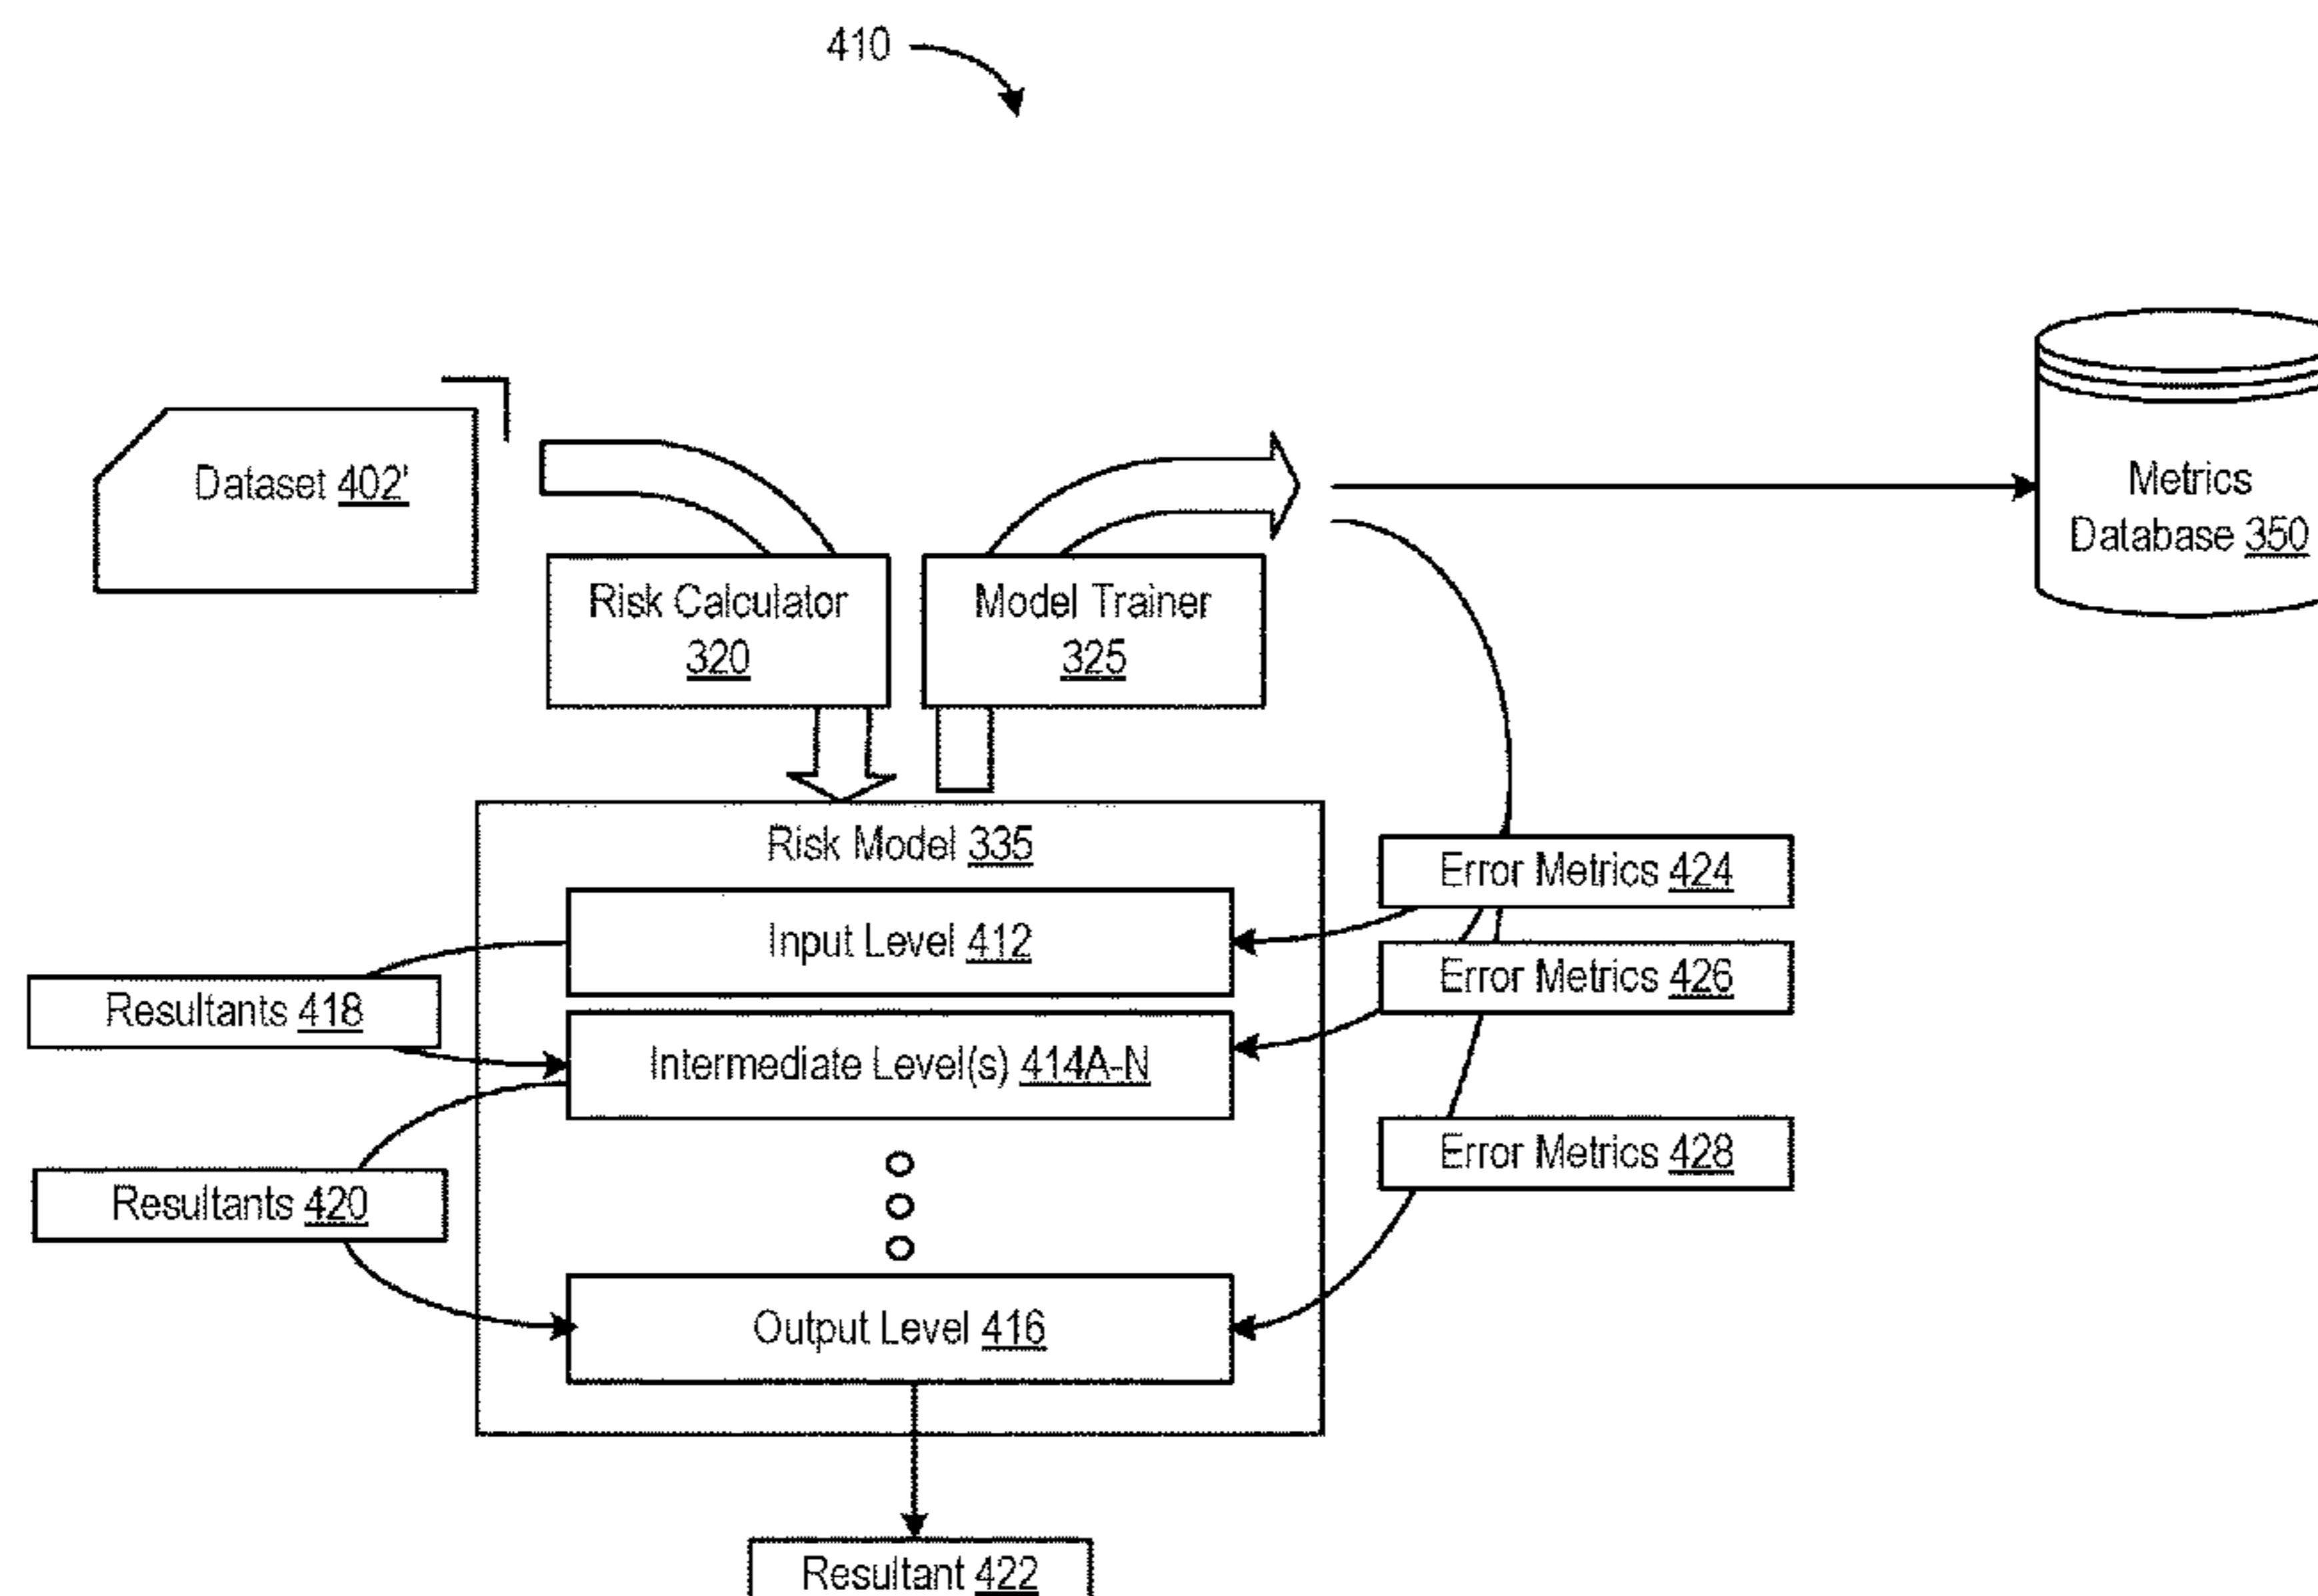 410
Dataset 402'
Metrics
Database 350
Risk Calculator
320
Model Trainer
325
Risk Model 335
Error Metrics 424
Input Level 412
Error Metrics 426
Resultants 418
Intermediate Level(s) 414A-N
Error Metrics 428
Resultants 420
Output Level 416
Resultant 422